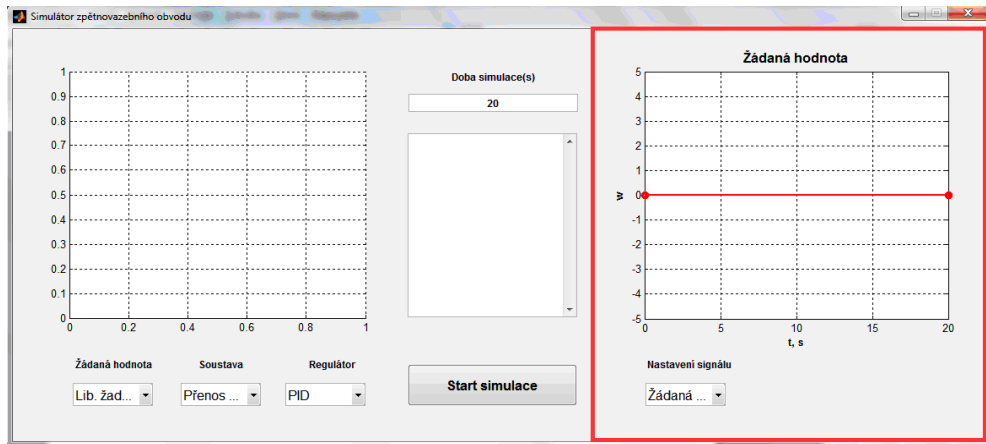 Simulátor zpětnovazebního obvodu
1
0.9
0.8
0.7
0.6
0.5
0.4
0.3
0.2
0.1
0
0 0.2 0.4 0.6 0.8 1
Žádaná hodnota Soustava Regulátor
Lib. žad... Přenos ... PID
Doba simulace(s)
20
Start simulace
Žádaná hodnota
5
4
3
2
1
0
-1
-2
-3
-4
-5
w
0 5 10 15 20
t, s
Nastavení signálu
Žádaná ...